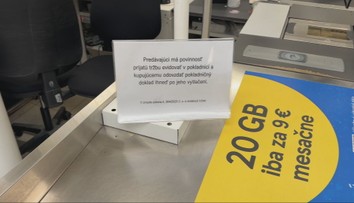 Predávajúci má povinnosť
prijatú tržbu evidovať v pokladnici a
kupujúcemu odovzdať pokladničný
doklad ihneď po jeho vytlačení.
20 GB
iba za 9 €
mesačne